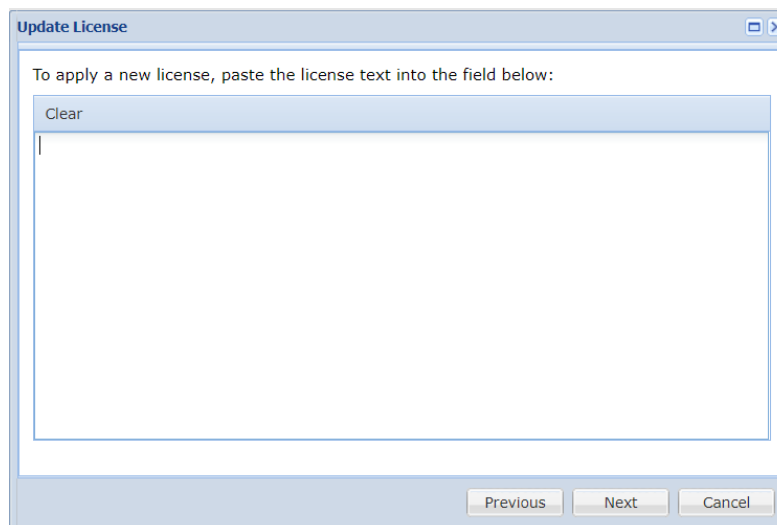 Update License
To apply a new license, paste the license text into the field below:
Clear
Previous Next Cancel